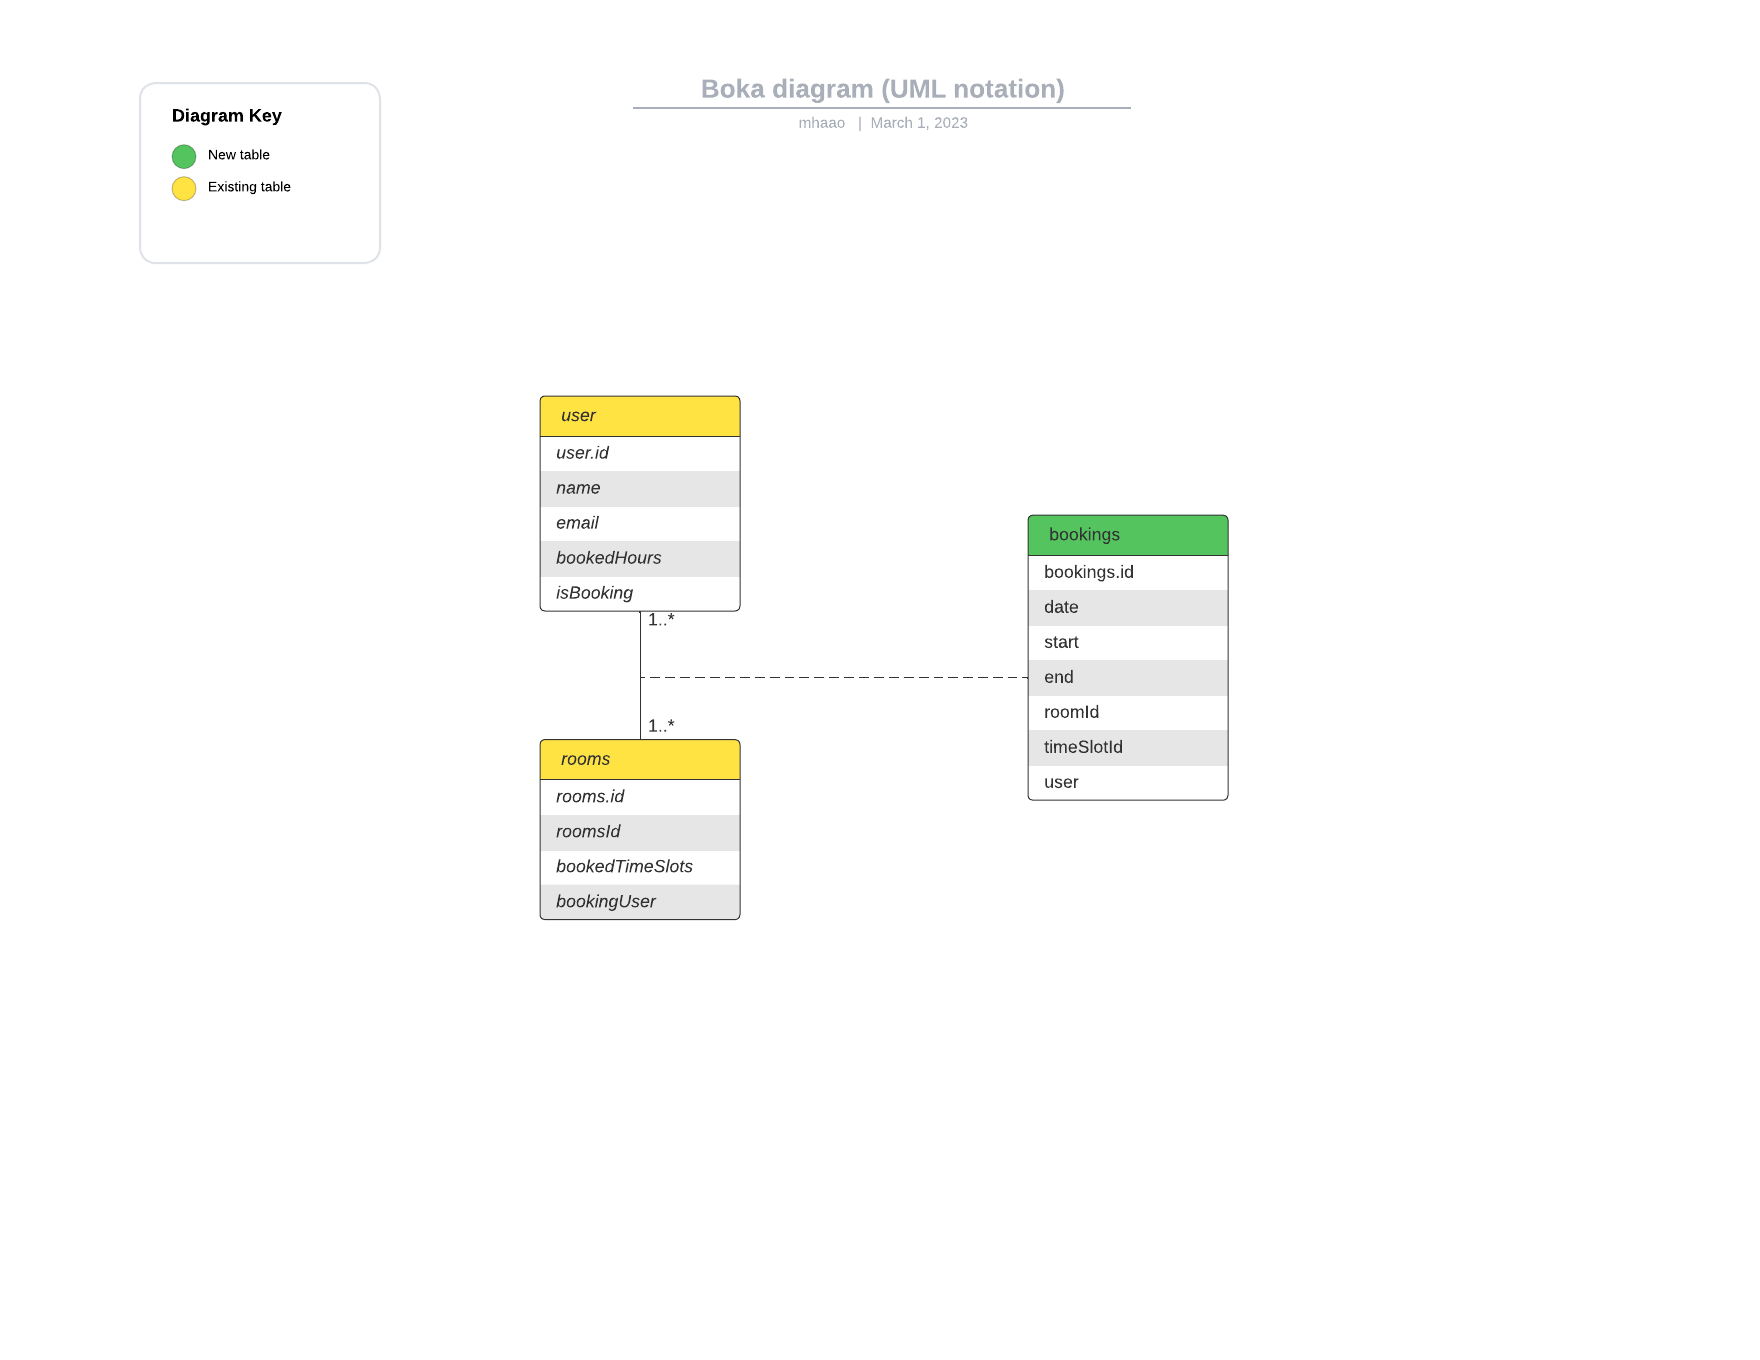 Boka diagram (UML notation)
mhaao | March 1, 2023
Diagram Key
New table
Existing table
user
user.id
name
email
bookedHours
isBooking
1..*
1..*
rooms
rooms.id
roomsId
bookedTimeSlots
bookingUser
bookings
bookings.id
date
start
end
roomId
timeSlotId
user